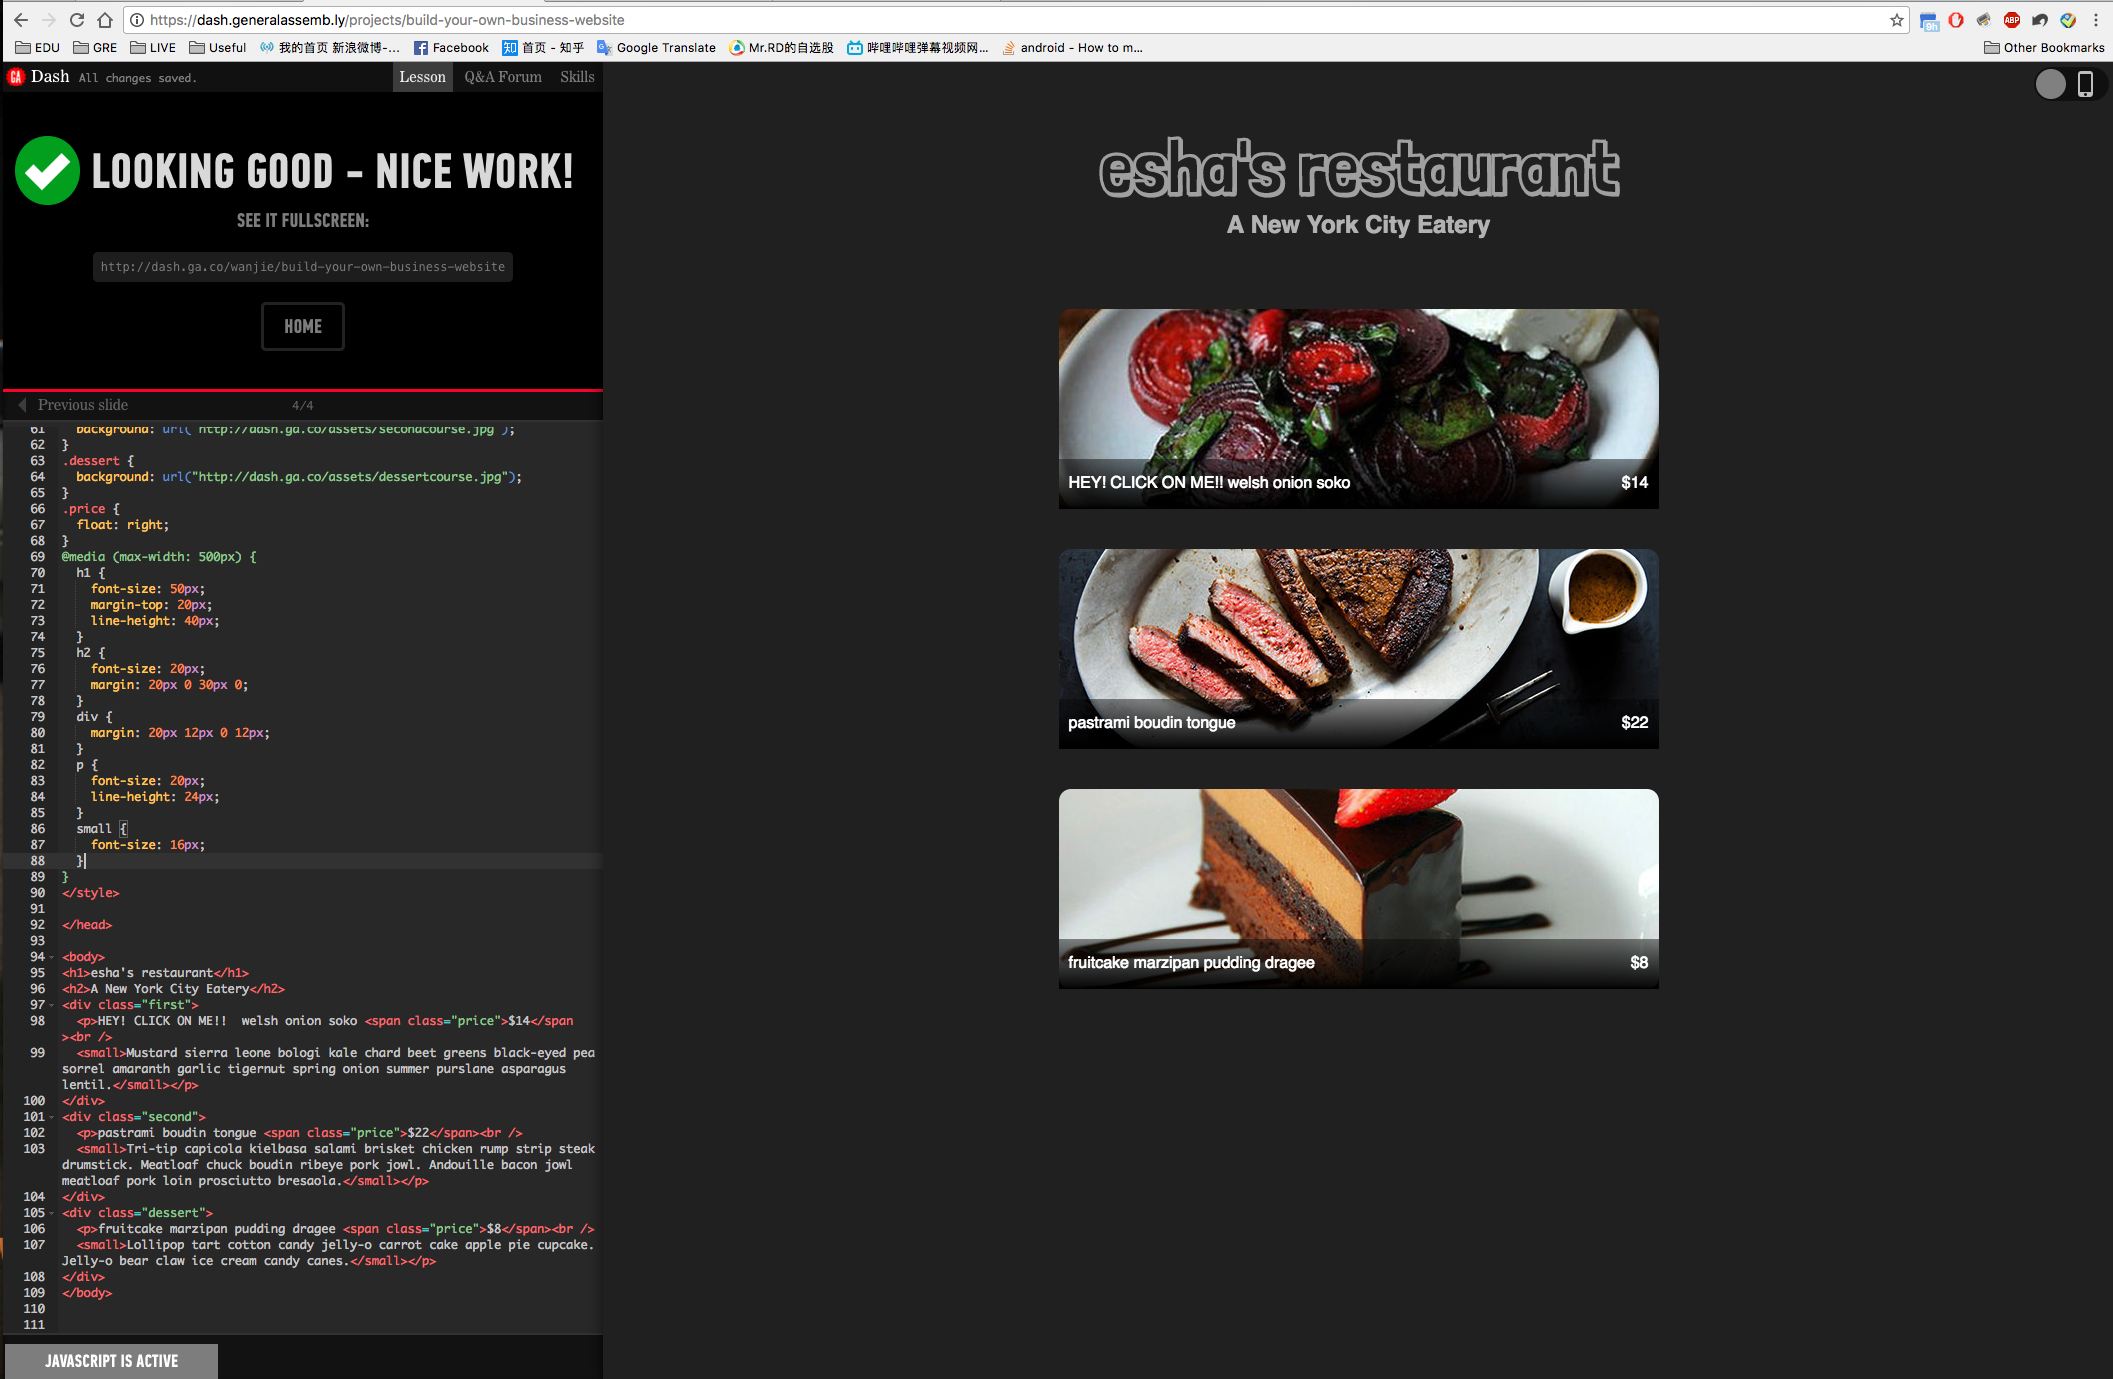 https://dash.generalassemb.ly/projects/build-your-own-business-website
9h
ABP
EDU GRE LIVE Useful 我的首页 新浪微博-... Facebook 知 首页 - 知乎 Google Translate Mr.RD的自选股 哔哩哔哩弹幕视频网... android - How to m... Other Bookmarks
GA Dash All changes saved. Lesson Q&A Forum Skills
LOOKING GOOD - NICE WORK!
SEE IT FULLSCREEN:
http://dash.ga.co/wanjie/build-your-own-business-website
HOME
Previous slide 4/4
61 background: url("http://dash.ga.co/assets/secondcourse.jpg");
62 }
63 .dessert {
64 background: url("http://dash.ga.co/assets/dessertcourse.jpg");
65 }
66 .price {
67 float: right;
68 }
69 @media (max-width: 500px) {
70 h1 {
71 font-size: 50px;
72 margin-top: 20px;
73 line-height: 40px;
74 }
75 h2 {
76 font-size: 20px;
77 margin: 20px 0 30px 0;
78 }
79 div {
80 margin: 20px 12px 0 12px;
81 }
82 p {
83 font-size: 20px;
84 line-height: 24px;
85 }
86 small {
87 font-size: 16px;
88 }
89 }
90 </style>
91
92 </head>
93
94 <body>
95 <h1>esha's restaurant</h1>
96 <h2>A New York City Eatery</h2>
97 <div class="first">
98 <p>HEY! CLICK ON ME!!  welsh onion soko <span class="price">$14</span
><br />
99 <small>Mustard sierra leone bologi kale chard beet greens black-eyed pea
sorrel amaranth garlic tigernut spring onion summer purslane asparagus
lentil.</small></p>
100 </div>
101 <div class="second">
102 <p>pastrami boudin tongue <span class="price">$22</span><br />
103 <small>Tri-tip capicola kielbasa salami brisket chicken rump strip steak
drumstick. Meatloaf chuck boudin ribeye pork jowl. Andouille bacon jowl
meatloaf pork loin prosciutto bresaola.</small></p>
104 </div>
105 <div class="dessert">
106 <p>fruitcake marzipan pudding dragee <span class="price">$8</span><br />
107 <small>Lollipop tart cotton candy jelly-o carrot cake apple pie cupcake.
Jelly-o bear claw ice cream candy canes.</small></p>
108 </div>
109 </body>
110
111
JAVASCRIPT IS ACTIVE
esha's restaurant
A New York City Eatery
HEY! CLICK ON ME!! welsh onion soko $14
pastrami boudin tongue $22
fruitcake marzipan pudding dragee $8